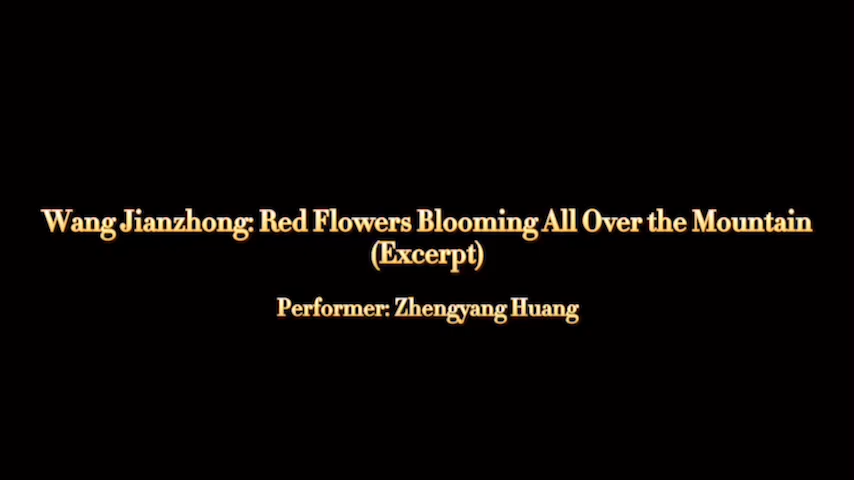 Wang Jianzhong: Red Flowers Blooming All Over the Mountain
(Excerpt)
Performer: Zhengyang Huang